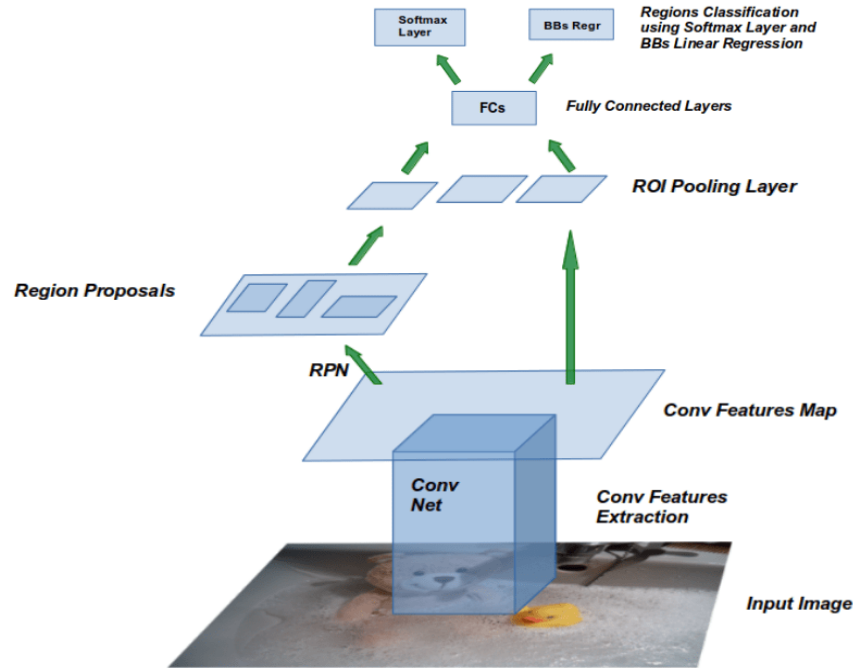 Softmax
Layer
BBs Regr
Regions Classification
using Softmax Layer and
BBs Linear Regression
FCs
Fully Connected Layers
ROI Pooling Layer
Region Proposals
RPN
Conv Features Map
Conv
Net
Conv Features
Extraction
Input Image